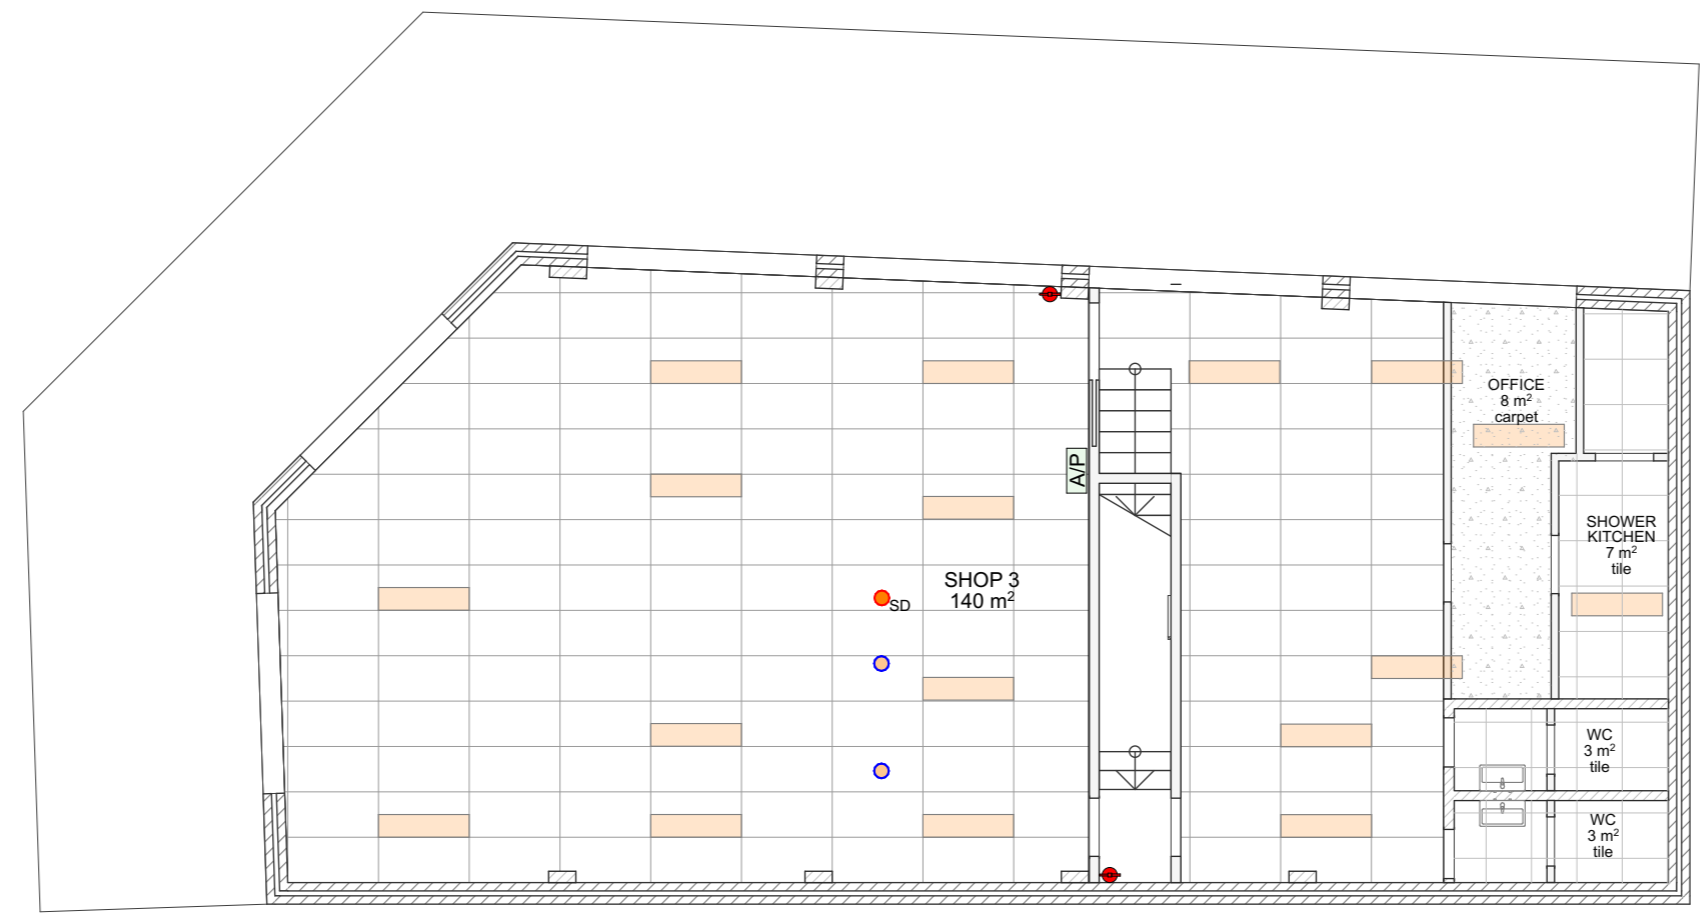 OFFICE
8 m²
carpet
A/P
SHOWER
KITCHEN
7 m²
tile
SHOP 3
140 m²
SD
WC
3 m²
tile
WC
3 m²
tile